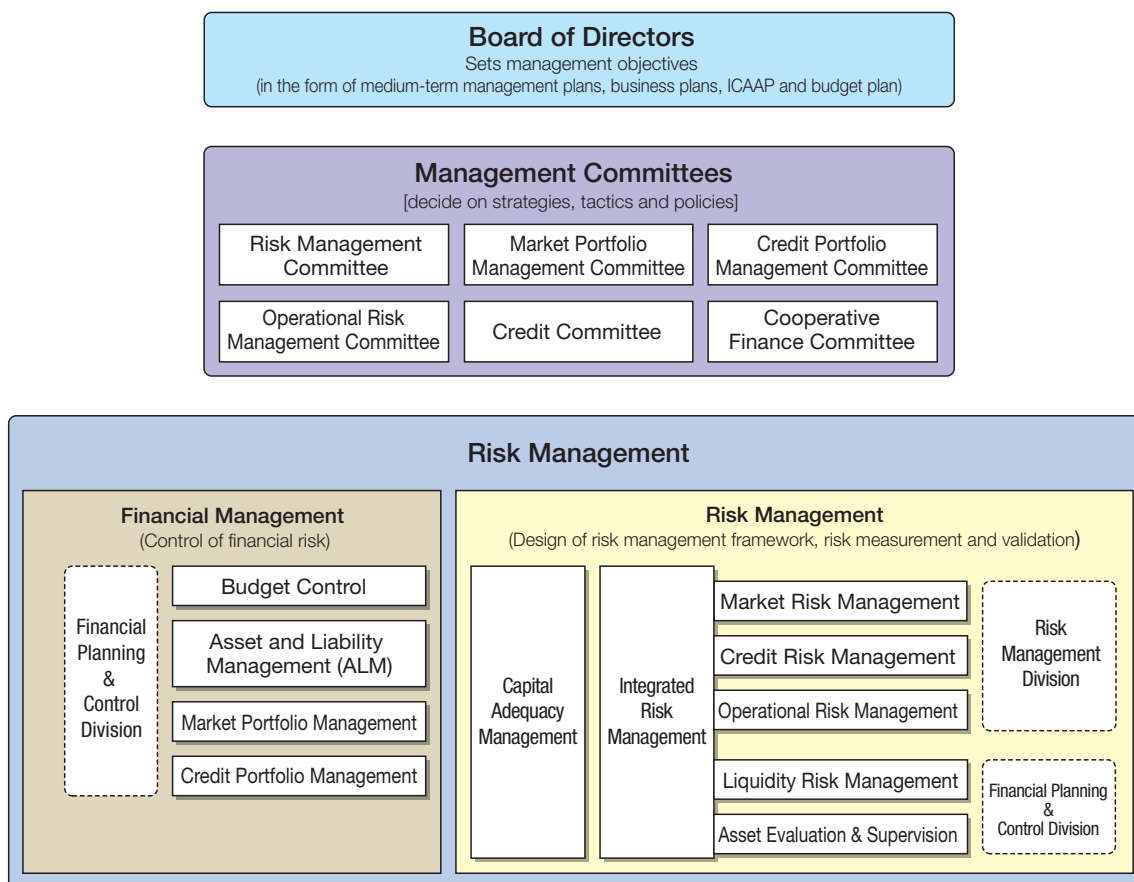 Board of Directors
Sets management objectives
(in the form of medium-term management plans, business plans, ICAAP and budget plan)
Management Committees
[decide on strategies, tactics and policies]
Risk Management
Committee
Market Portfolio
Management Committee
Credit Portfolio
Management Committee
Operational Risk
Management Committee
Credit Committee
Cooperative
Finance Committee
Risk Management
Financial Management
(Control of financial risk)
Financial
Planning
&
Control
Division
Budget Control
Asset and Liability
Management (ALM)
Market Portfolio Management
Credit Portfolio Management
Risk Management
(Design of risk management framework, risk measurement and validation)
Capital
Adequacy
Management
Integrated
Risk
Management
Market Risk Management
Credit Risk Management
Operational Risk Management
Liquidity Risk Management
Asset Evaluation & Supervision
Risk
Management
Division
Financial Planning
&
Control Division